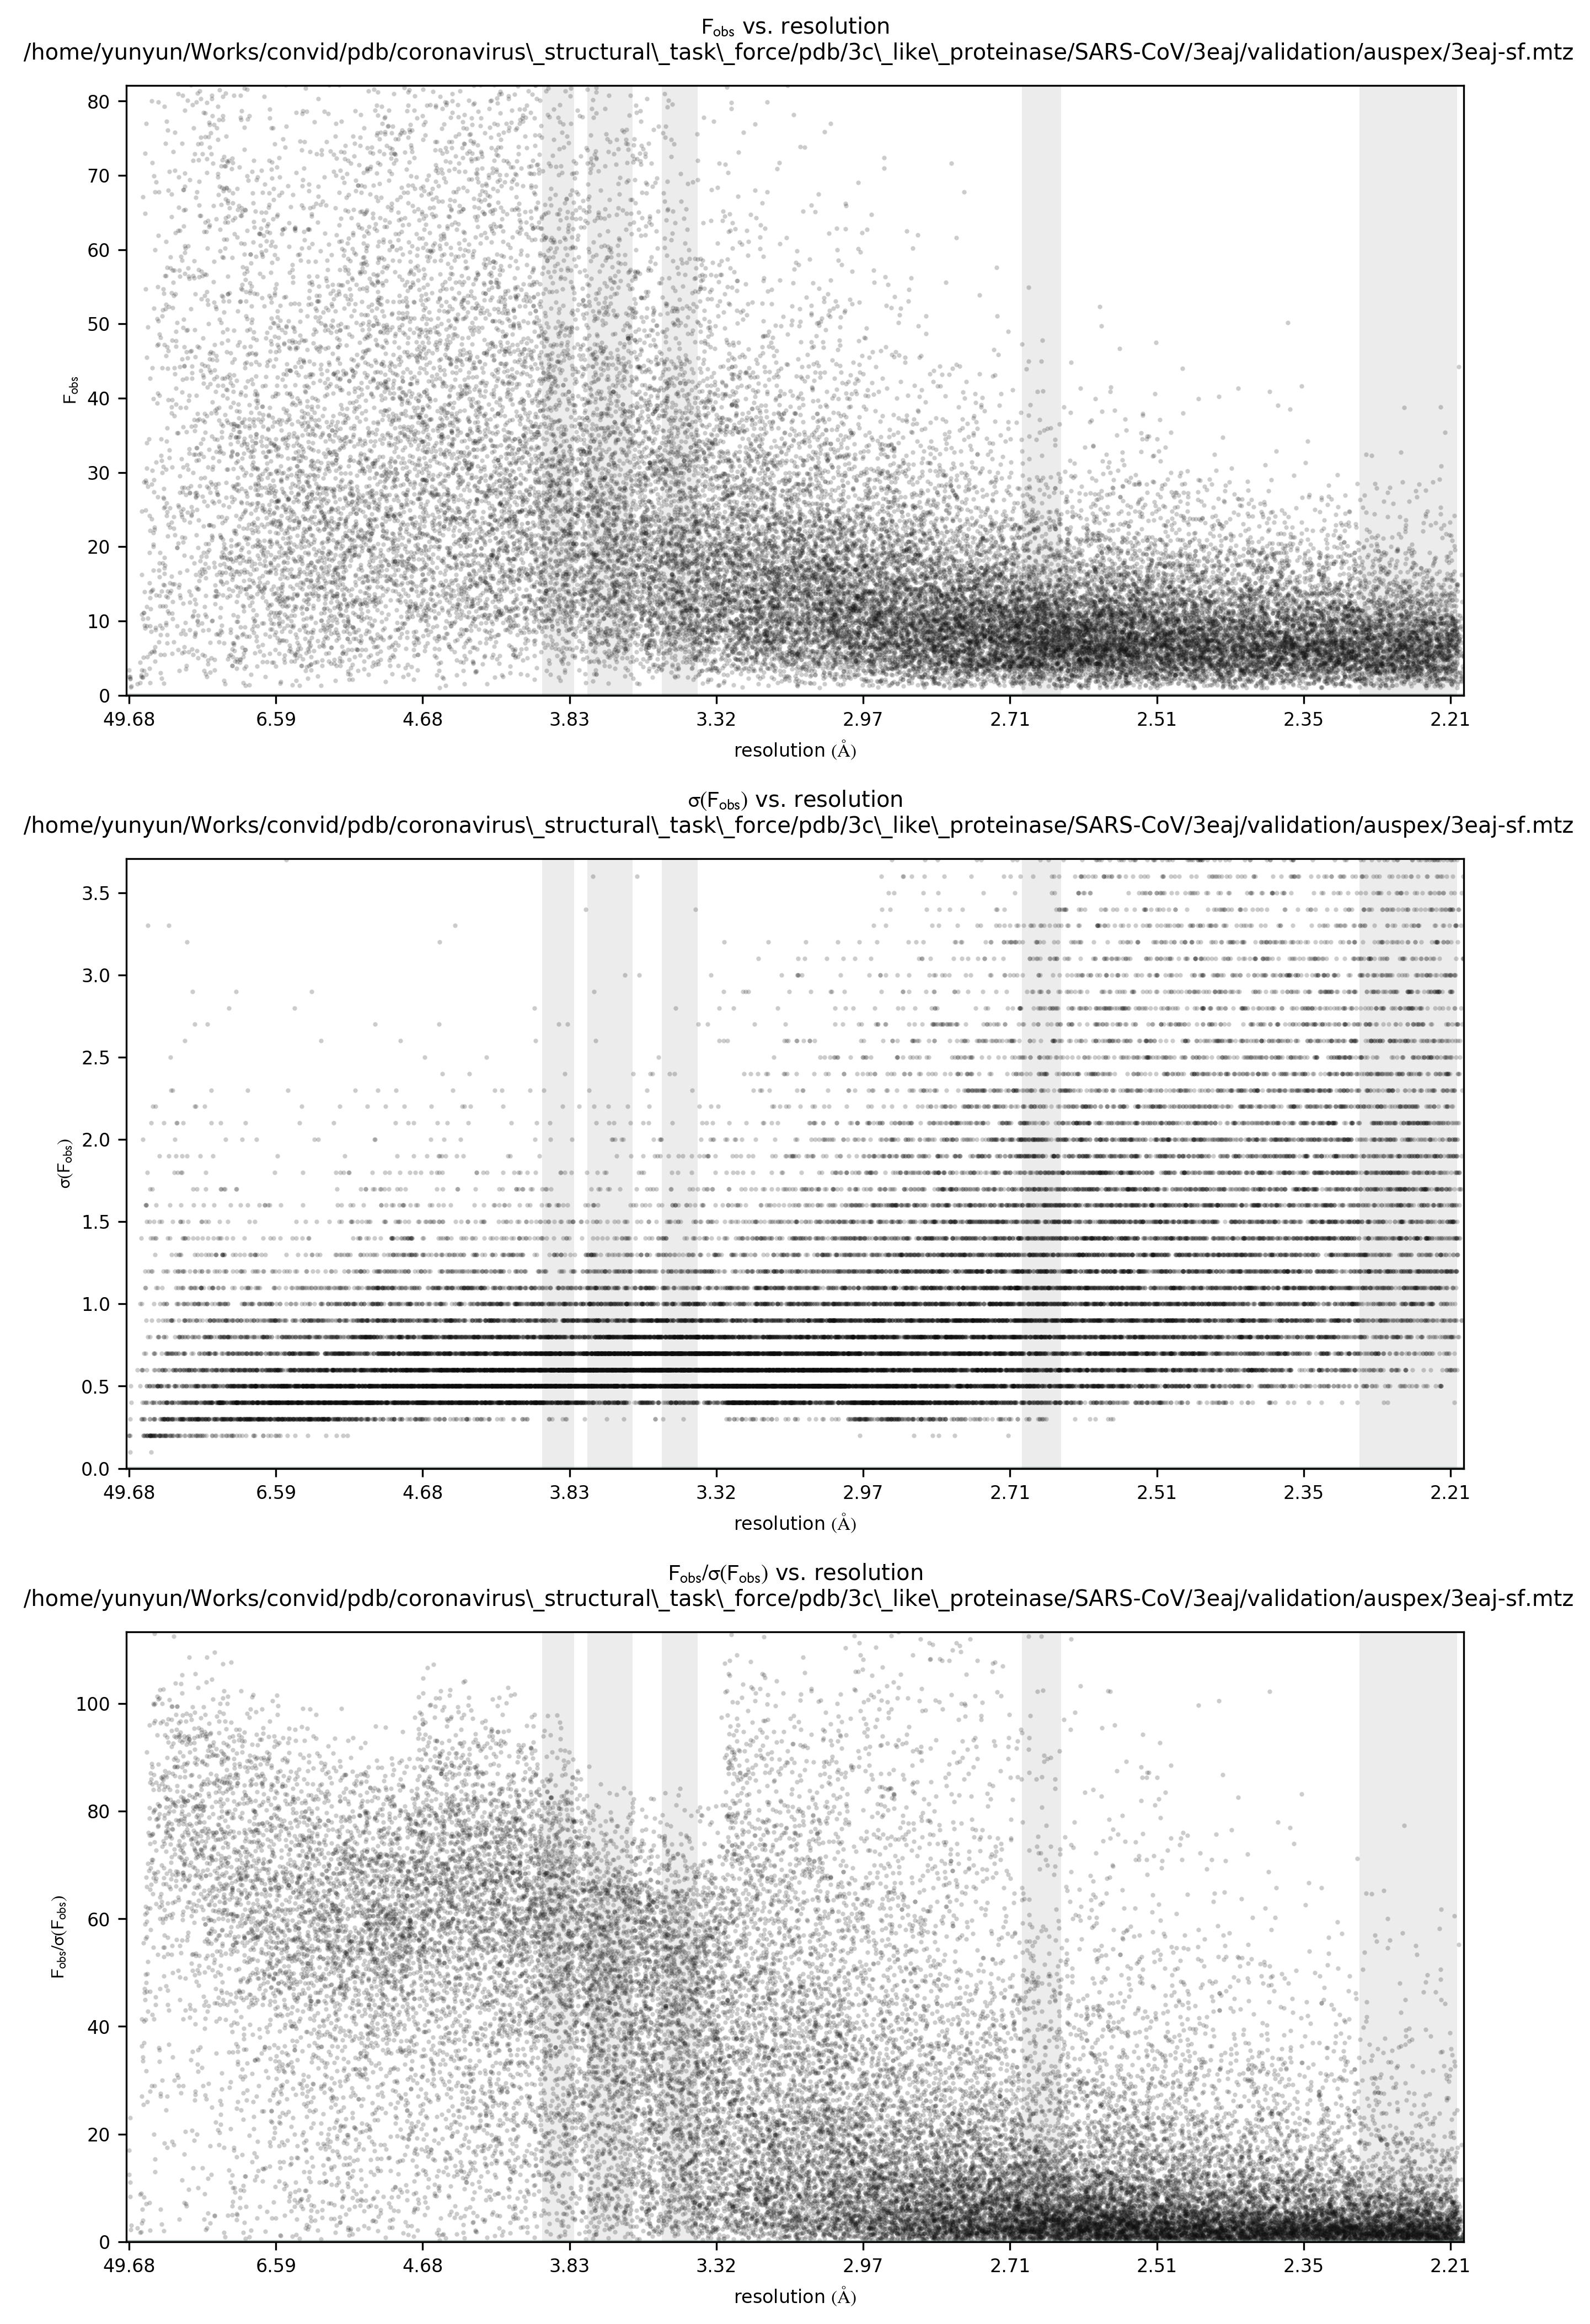 Fobs vs. resolution
/home/yunyun/Works/convid/pdb/coronavirus\_structural\_task\_force/pdb/3c\_like\_proteinase/SARS-CoV/3eaj/validation/auspex/3eaj-sf.mtz
80
70
60
50
40
30
20
10
0
Fobs
49.68 6.59 4.68 3.83 3.32 2.97 2.71 2.51 2.35 2.21
resolution (Å)
σ(Fobs) vs. resolution
/home/yunyun/Works/convid/pdb/coronavirus\_structural\_task\_force/pdb/3c\_like\_proteinase/SARS-CoV/3eaj/validation/auspex/3eaj-sf.mtz
3.5
3.0
2.5
2.0
1.5
1.0
0.5
0.0
σ(Fobs)
49.68 6.59 4.68 3.83 3.32 2.97 2.71 2.51 2.35 2.21
resolution (Å)
Fobs/σ(Fobs) vs. resolution
/home/yunyun/Works/convid/pdb/coronavirus\_structural\_task\_force/pdb/3c\_like\_proteinase/SARS-CoV/3eaj/validation/auspex/3eaj-sf.mtz
100
80
60
40
20
0
Fobs/σ(Fobs)
49.68 6.59 4.68 3.83 3.32 2.97 2.71 2.51 2.35 2.21
resolution (Å)